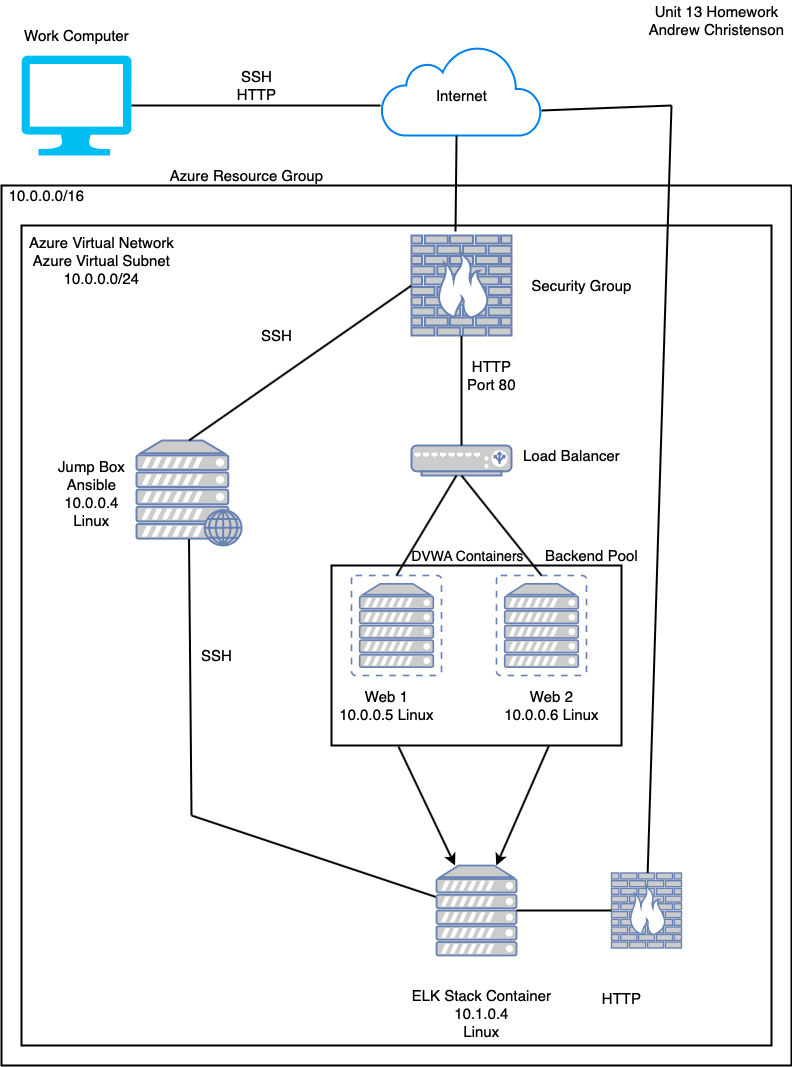 Unit 13 Homework
Andrew Christenson
Work Computer
SSH
HTTP
Internet
Azure Resource Group
10.0.0.0/16
Azure Virtual Network
Azure Virtual Subnet
10.0.0.0/24
Security Group
SSH
HTTP
Port 80
Load Balancer
Jump Box
Ansible
10.0.0.4
Linux
DVWA Containers
Backend Pool
SSH
Web 1
10.0.0.5 Linux
Web 2
10.0.0.6 Linux
ELK Stack Container
10.1.0.4
Linux
HTTP